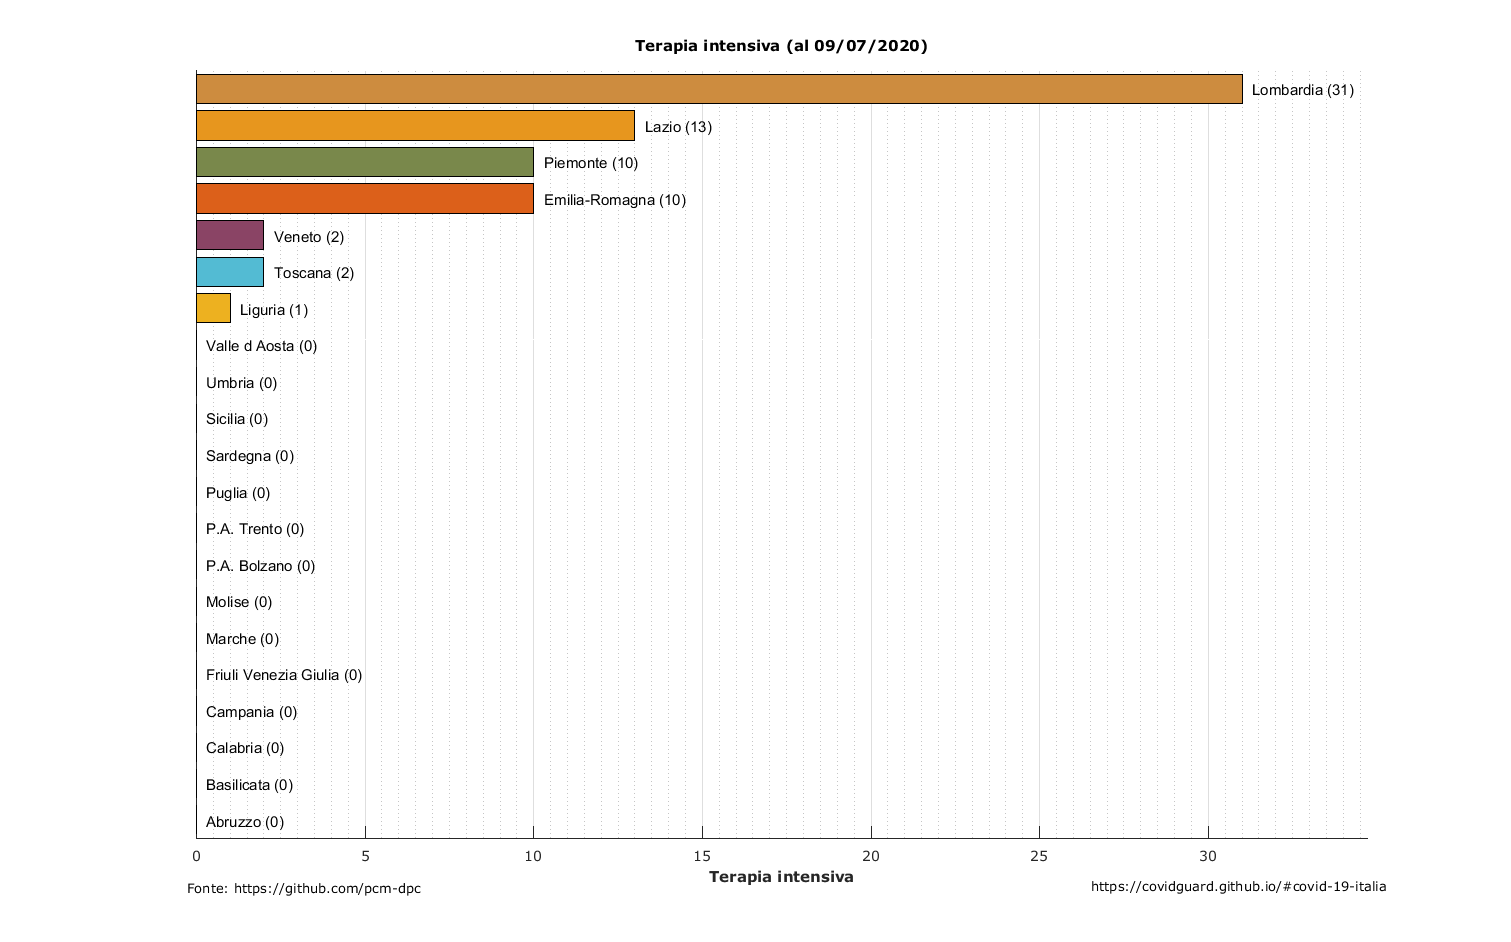 Terapia intensiva (al 09/07/2020)
Lombardia (31)
Lazio (13)
Piemonte (10)
Emilia-Romagna (10)
Veneto (2)
Toscana (2)
Liguria (1)
Valle d Aosta (0)
Umbria (0)
Sicilia (0)
Sardegna (0)
Puglia (0)
P.A. Trento (0)
P.A. Bolzano (0)
Molise (0)
Marche (0)
Friuli Venezia Giulia (0)
Campania (0)
Calabria (0)
Basilicata (0)
Abruzzo (0)
0 5 10 15 20 25 30
Terapia intensiva
Fonte: https://github.com/pcm-dpc
https://covidguard.github.io/#covid-19-italia